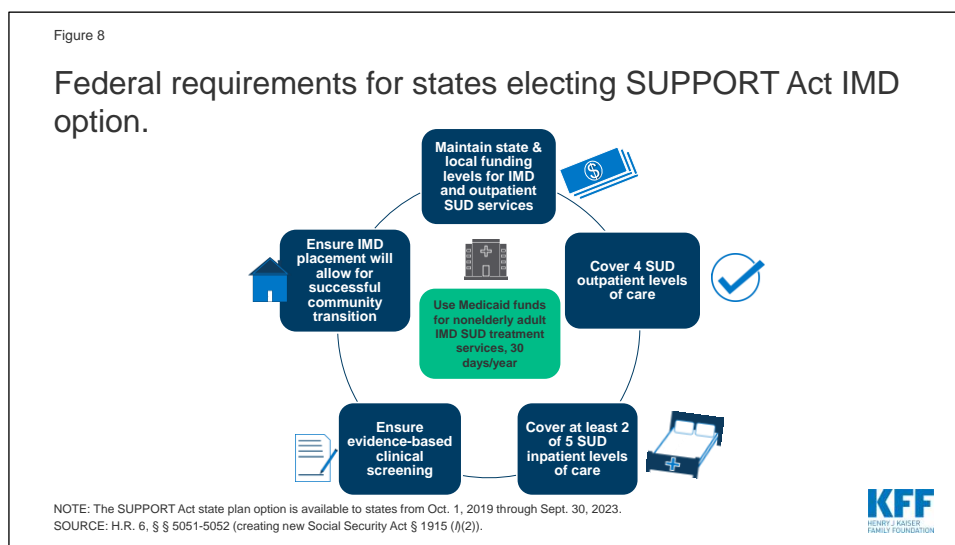 Figure 8
Federal requirements for states electing SUPPORT Act IMD
option.
Maintain state &
local funding
levels for IMD
and outpatient
SUD services
$
Ensure IMD
placement will
allow for
successful
community
transition
Cover 4 SUD
outpatient levels
of care
Use Medicaid funds
for nonelderly adult
IMD SUD treatment
services, 30
days/year
Ensure
evidence-based
clinical
screening
Cover at least 2
of 5 SUD
inpatient levels
of care
NOTE: The SUPPORT Act state plan option is available to states from Oct. 1, 2019 through Sept. 30, 2023.
SOURCE: H.R. 6, § § 5051-5052 (creating new Social Security Act § 1915 (l)(2)).
KFF
HENRY J KAISER
FAMILY FOUNDATION